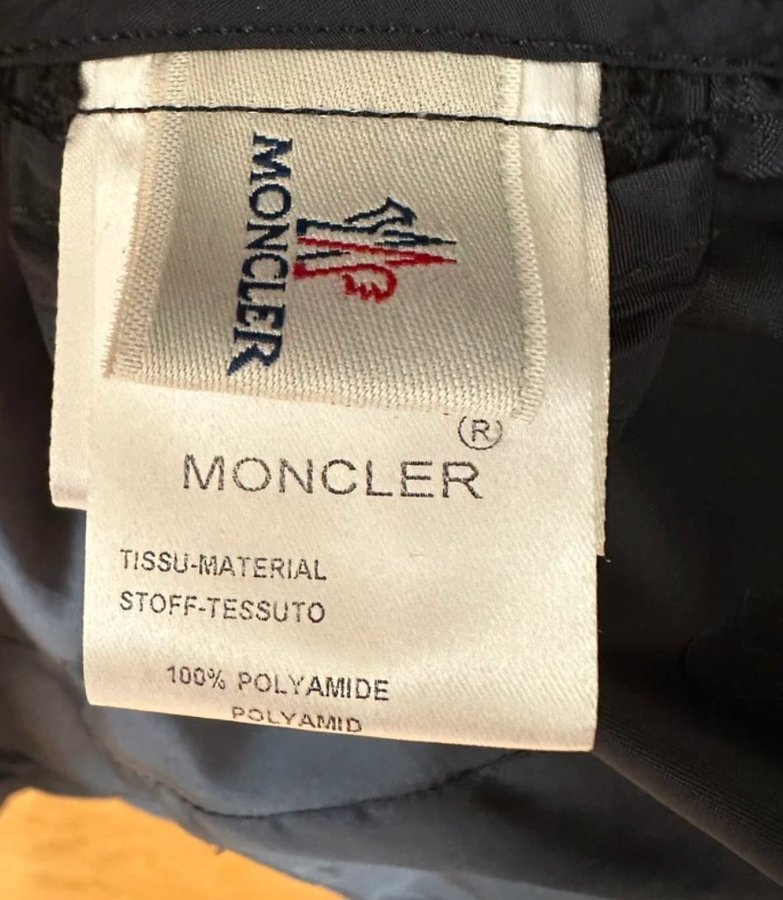 MONCLER
®
MONCLER
TISSU-MATERIAL
STOFF-TESSUTO
100% POLYAMIDE
POLYAMID